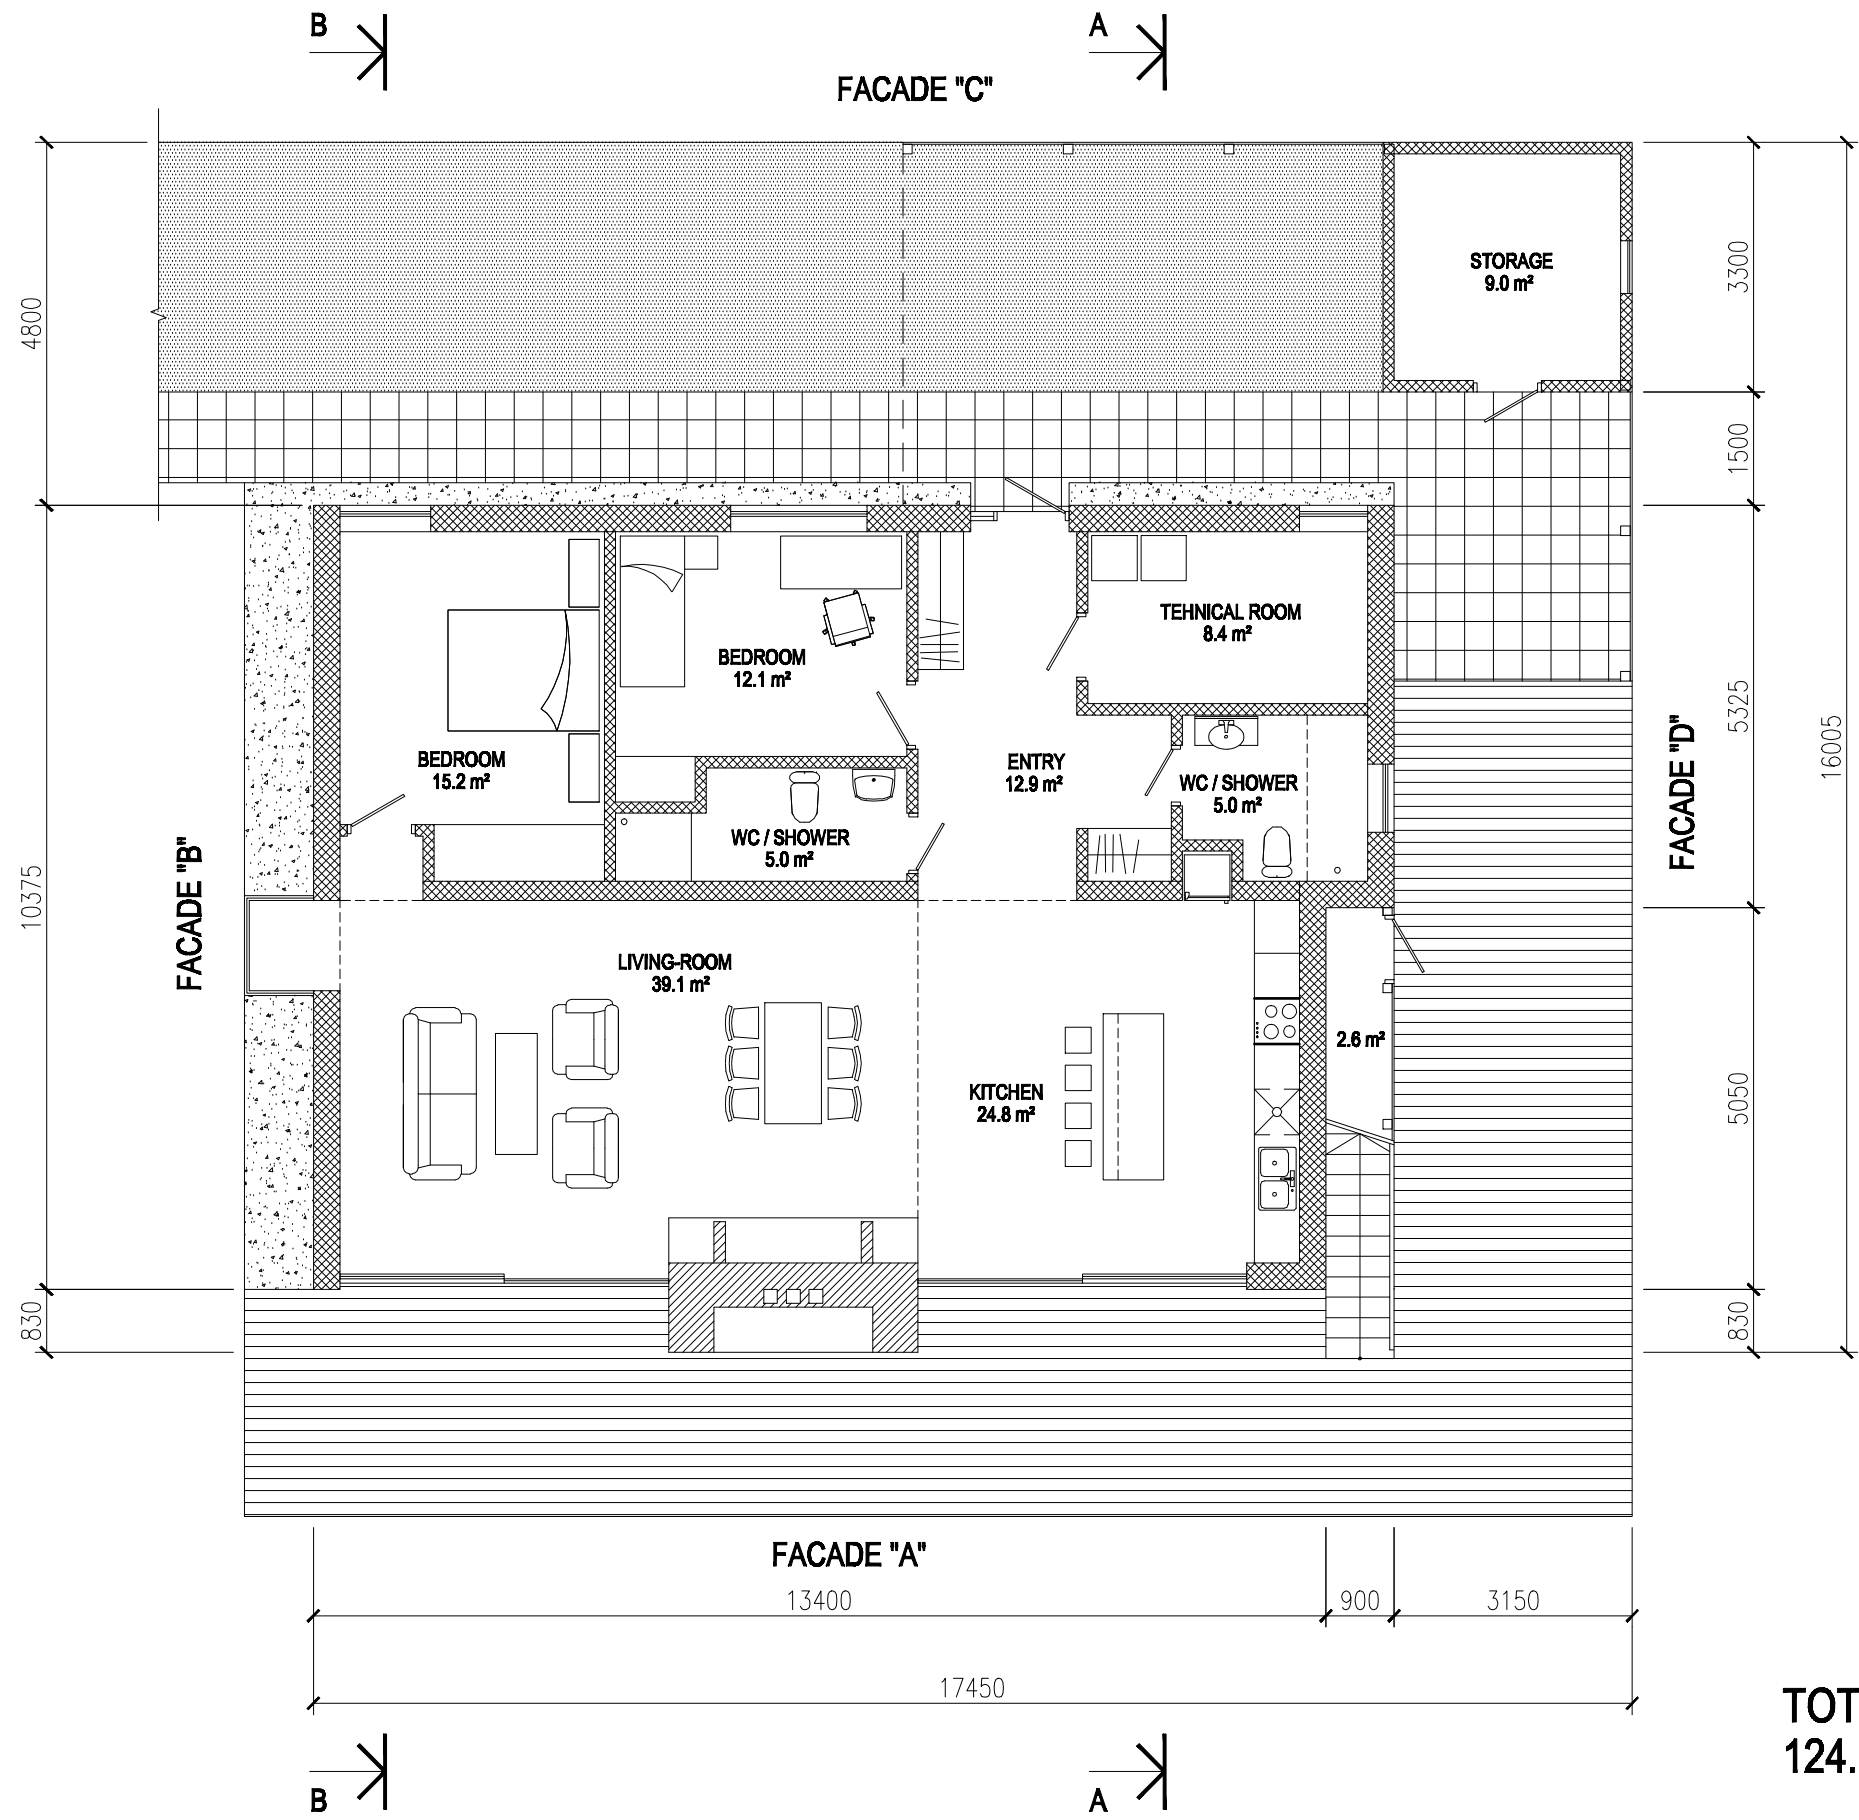 B
A
FACADE "C"
STORAGE
9.0 m²
3300
4800
1500
TEHNICAL ROOM
8.4 m²
BEDROOM
12.1 m²
5325
16005
BEDROOM
15.2 m²
ENTRY
12.9 m²
WC / SHOWER
5.0 m²
FACADE "D"
WC / SHOWER
5.0 m²
FACADE "B"
10375
LIVING-ROOM
39.1 m²
2.6 m²
KITCHEN
24.8 m²
5050
830
830
FACADE "A"
13400
900
3150
17450
TOT
124.
B
A